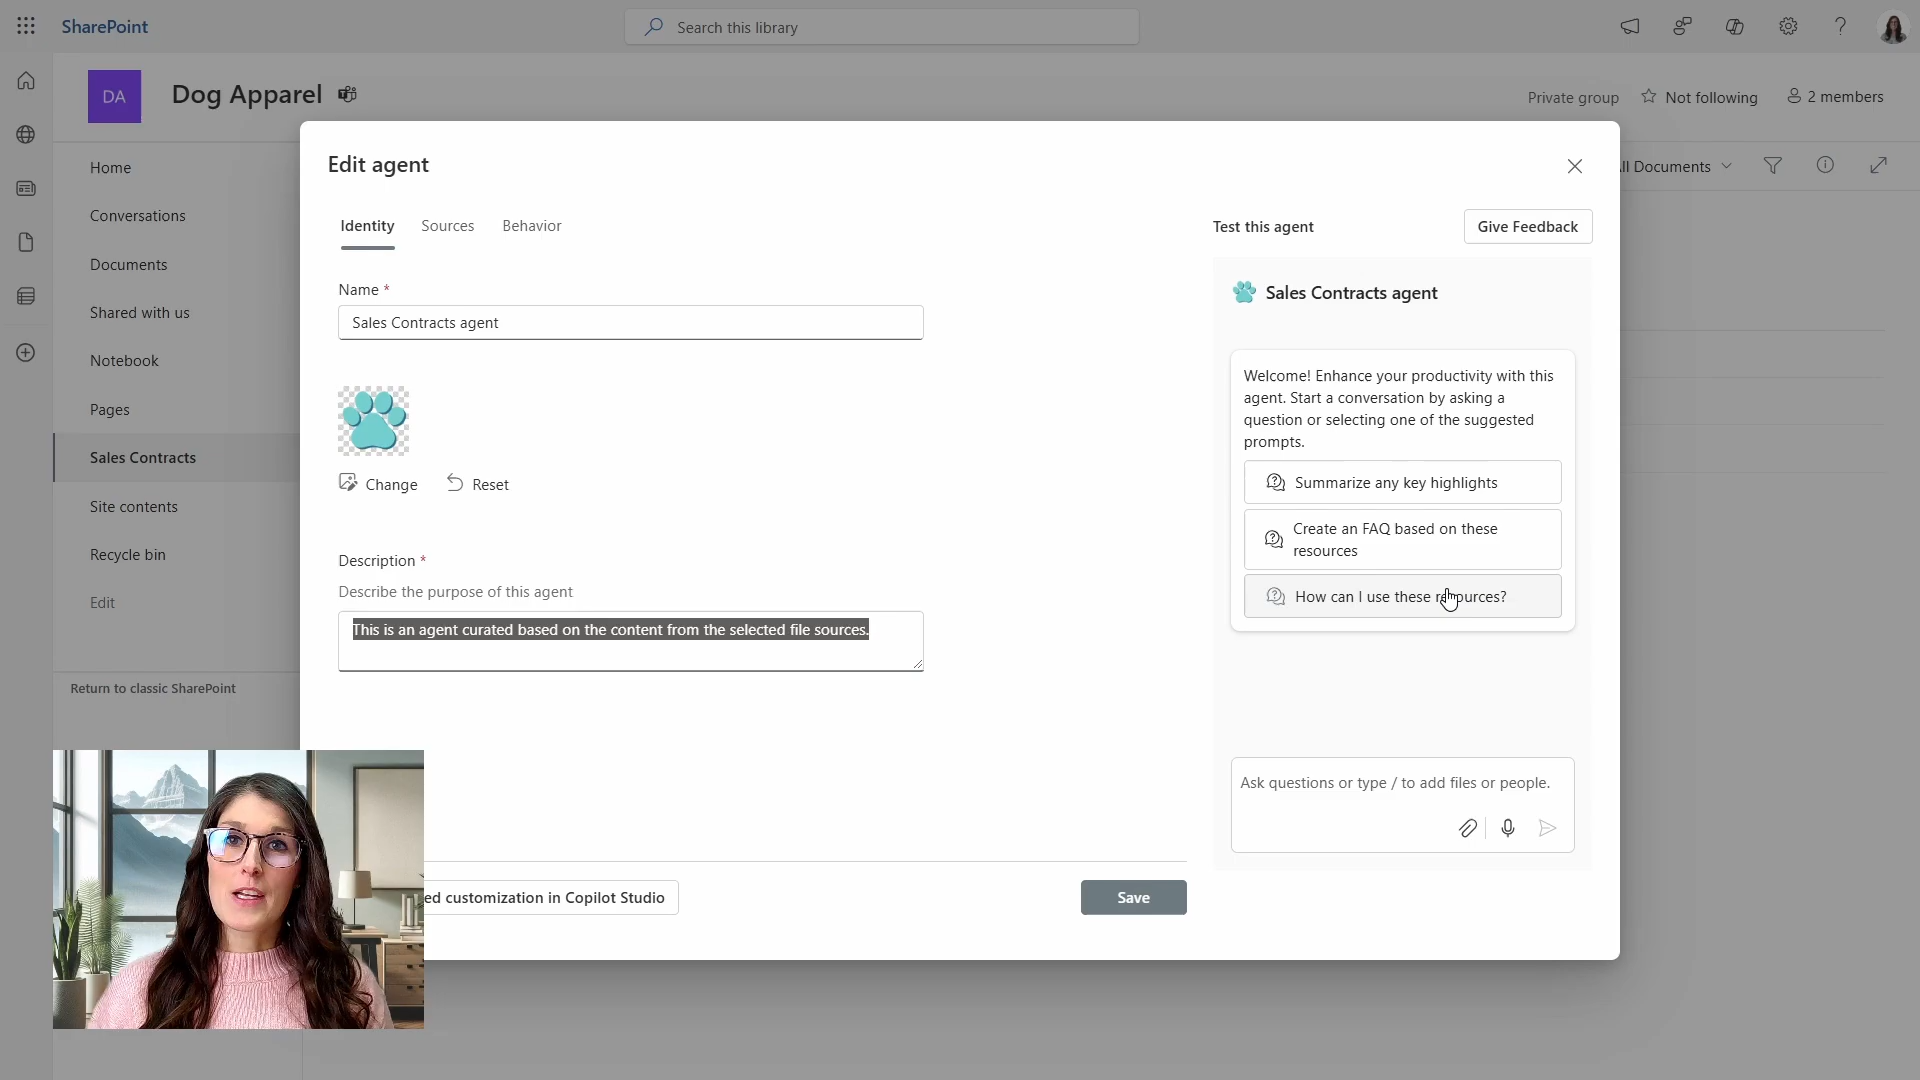 SharePoint
Search this library
DA
Dog Apparel
Private group
Not following
2 members
Home
Conversations
Documents
Shared with us
Notebook
Pages
Sales Contracts
Site contents
Recycle bin
Edit
Return to classic SharePoint
ll Documents
Edit agent
Identity
Sources
Behavior
Name *
Sales Contracts agent
Change
Reset
Description *
Describe the purpose of this agent
This is an agent curated based on the content from the selected file sources.
ed customization in Copilot Studio
Save
Test this agent
Give Feedback
Sales Contracts agent
Welcome! Enhance your productivity with this
agent. Start a conversation by asking a
question or selecting one of the suggested
prompts.
Summarize any key highlights
Create an FAQ based on these
resources
How can I use these resources?
Ask questions or type / to add files or people.